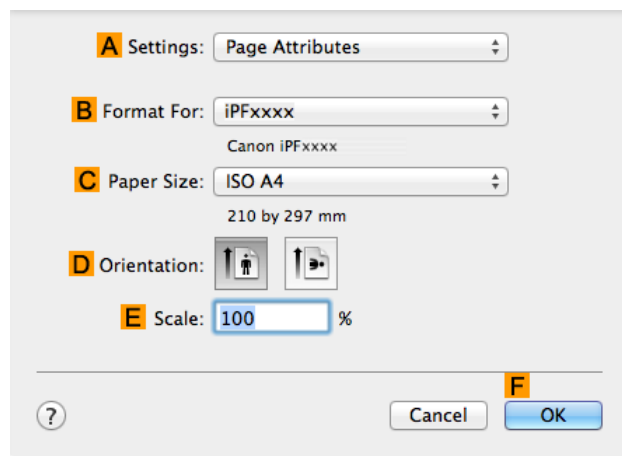 A Settings: Page Attributes
B Format For: iPFxxxx
Canon iPFxxxx
C Paper Size: ISO A4
210 by 297 mm
D Orientation:
E Scale: 100 %
F
? Cancel OK